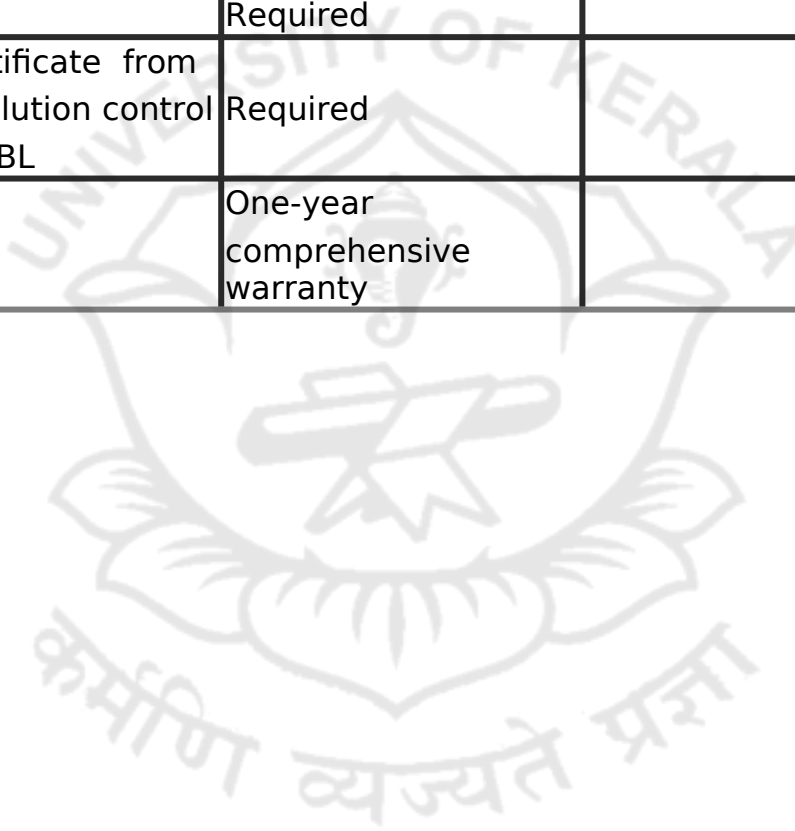 Required
tificate from
lution control Required
BL
One-year
comprehensive
warranty
UNIVERSITY OF KERALA
कर्मणि व्यज्यते प्रज्ञा